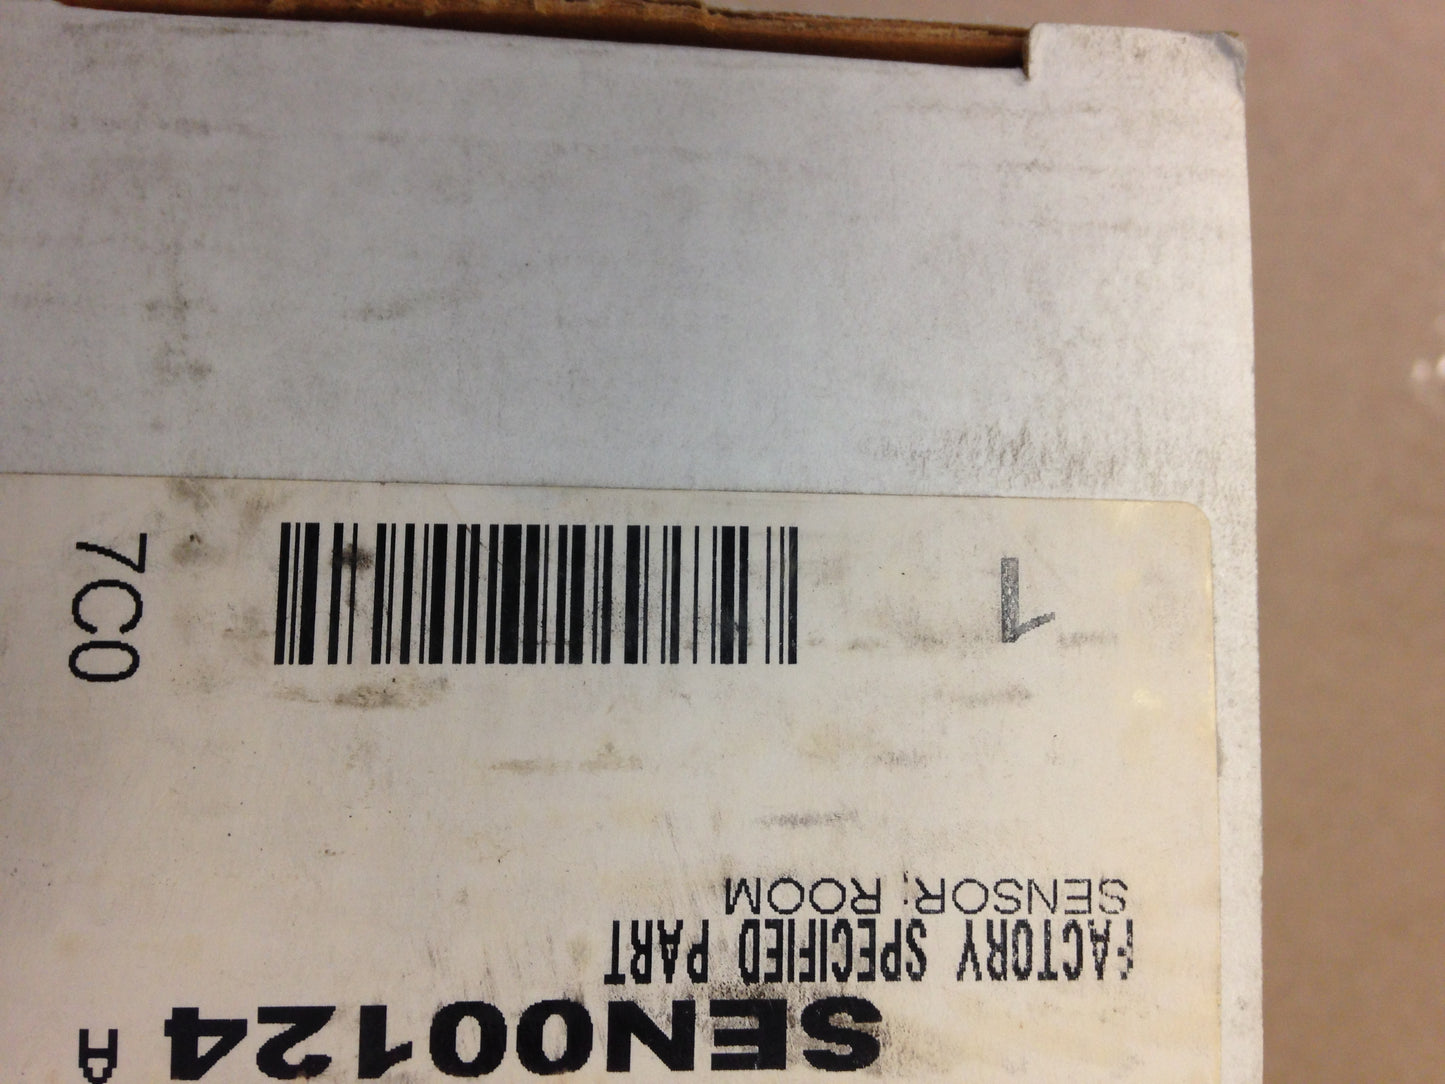 SEN00124 A
FACTORY SPECIFIED PART
SENSOR; ROOM
1
7C0